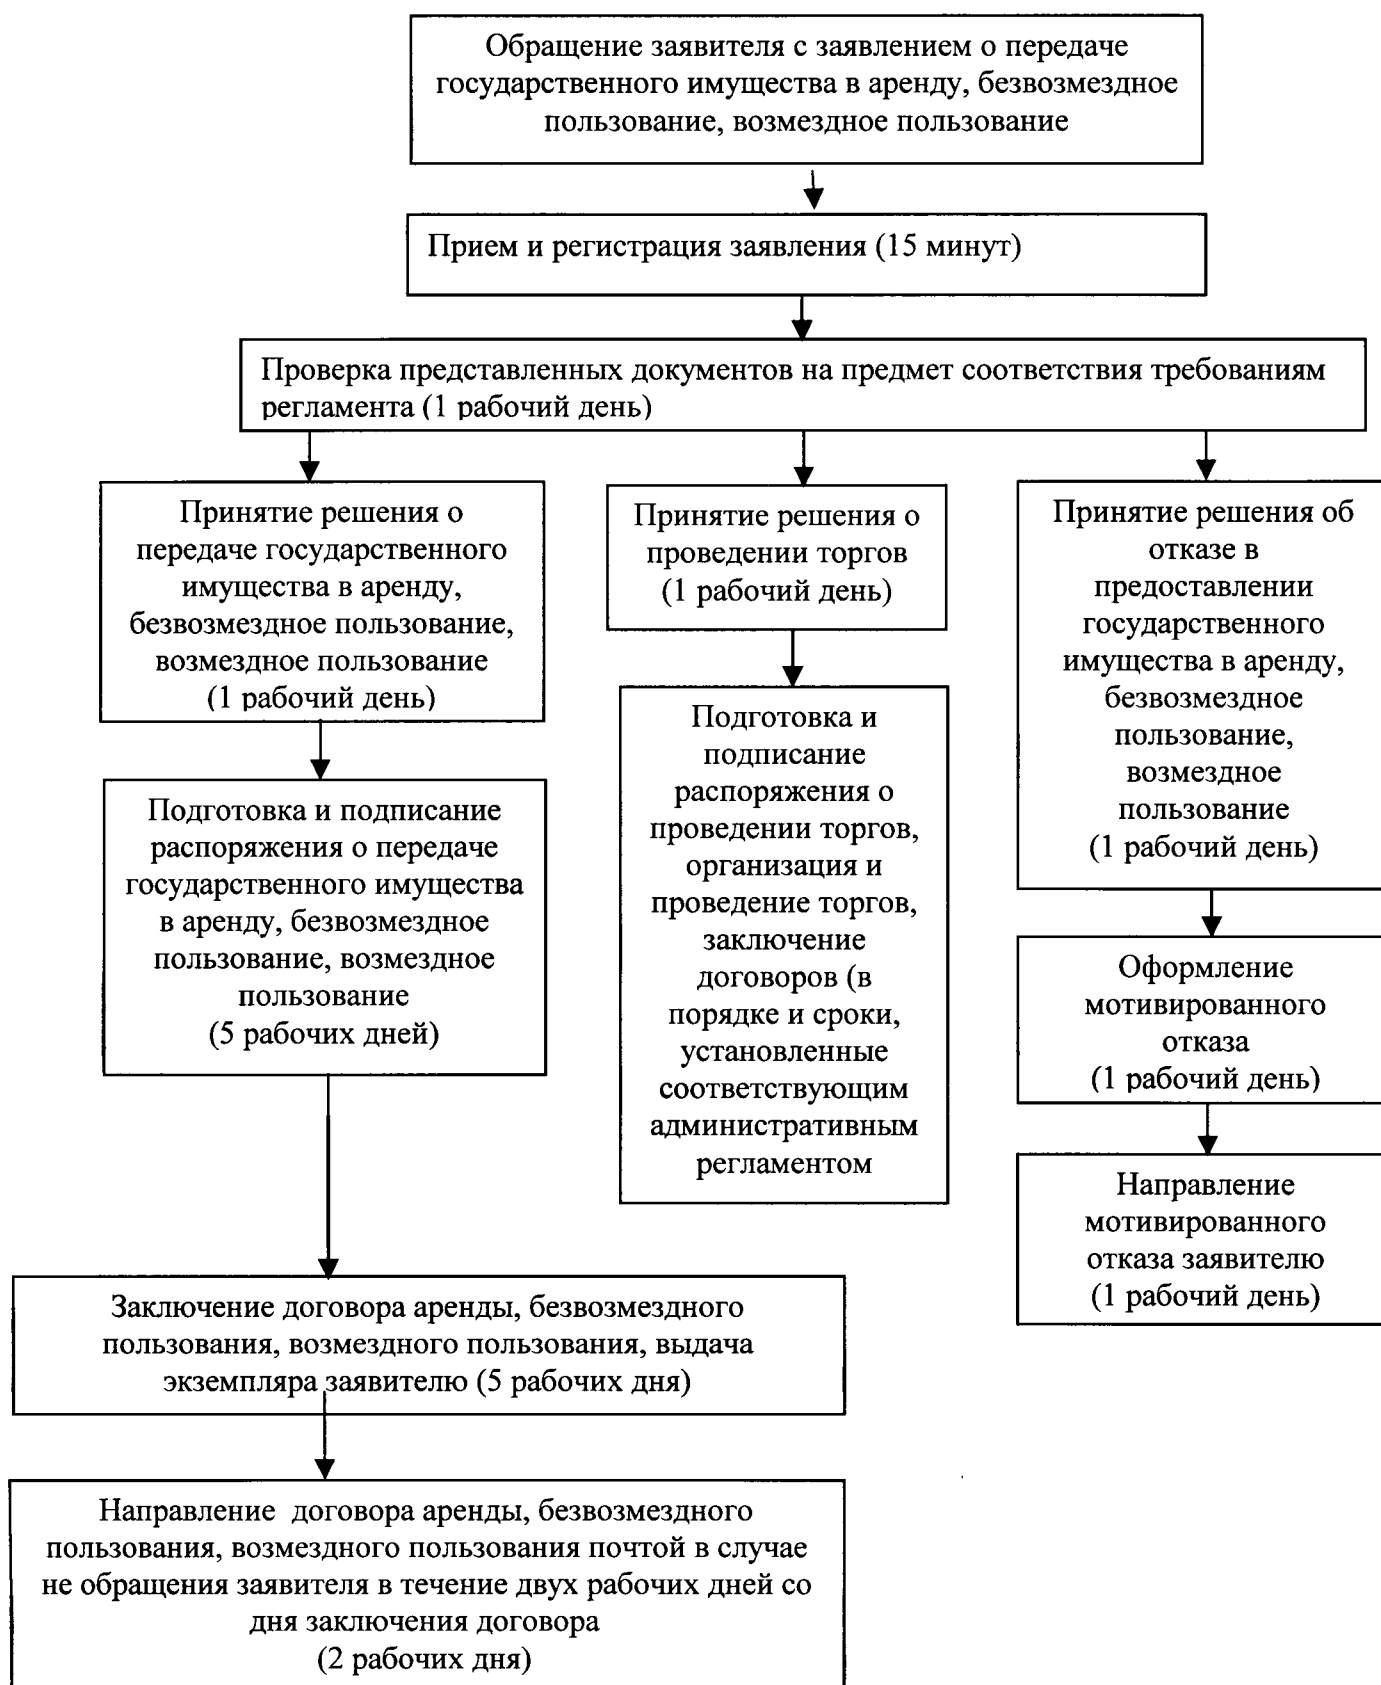 Обращение заявителя с заявлением о передаче
государственного имущества в аренду, безвозмездное
пользование, возмездное пользование
Прием и регистрация заявления (15 минут)
Проверка представленных документов на предмет соответствия требованиям
регламента (1 рабочий день)
Принятие решения о
передаче государственного
имущества в аренду,
безвозмездное пользование,
возмездное пользование
(1 рабочий день)
Подготовка и подписание
распоряжения о передаче
государственного имущества
в аренду, безвозмездное
пользование, возмездное
пользование
(5 рабочих дней)
Принятие решения о
проведении торгов
(1 рабочий день)
Подготовка и
подписание
распоряжения о
проведении торгов,
организация и
проведение торгов,
заключение
договоров (в
порядке и сроки,
установленные
соответствующим
административным
регламентом
Принятие решения об
отказе в
предоставлении
государственного
имущества в аренду,
безвозмездное
пользование,
возмездное
пользование
(1 рабочий день)
Оформление
мотивированного
отказа
(1 рабочий день)
Направление
мотивированного
отказа заявителю
(1 рабочий день)
Заключение договора аренды, безвозмездного
пользования, возмездного пользования, выдача
экземпляра заявителю (5 рабочих дня)
Направление  договора аренды, безвозмездного
пользования, возмездного пользования почтой в случае
не обращения заявителя в течение двух рабочих дней со
дня заключения договора
(2 рабочих дня)